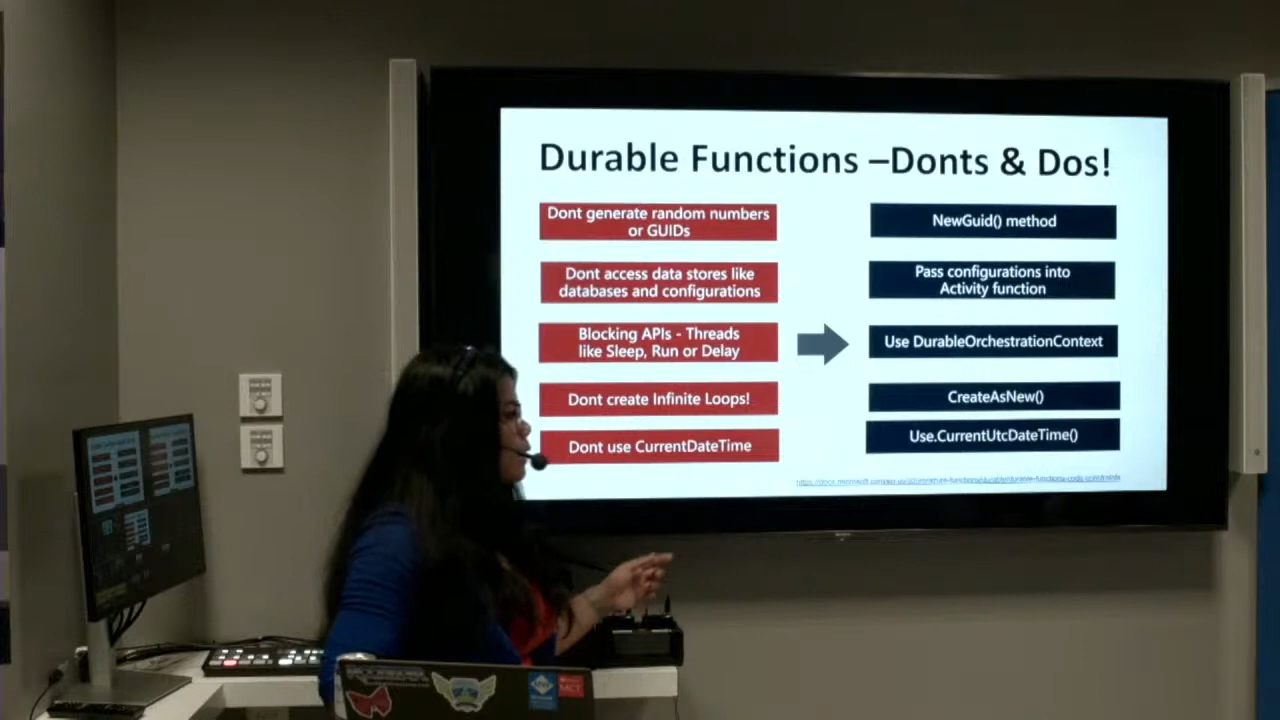 Durable Functions –Donts & Dos!
Dont generate random numbers
or GUIDs
NewGuid() method
Dont access data stores like
databases and configurations
Pass configurations into
Activity function
Blocking APIs - Threads
like Sleep, Run or Delay
Use DurableOrchestrationContext
Dont create Infinite Loops!
CreateAsNew()
Dont use CurrentDateTime
Use.CurrentUtcDateTime()
MCT